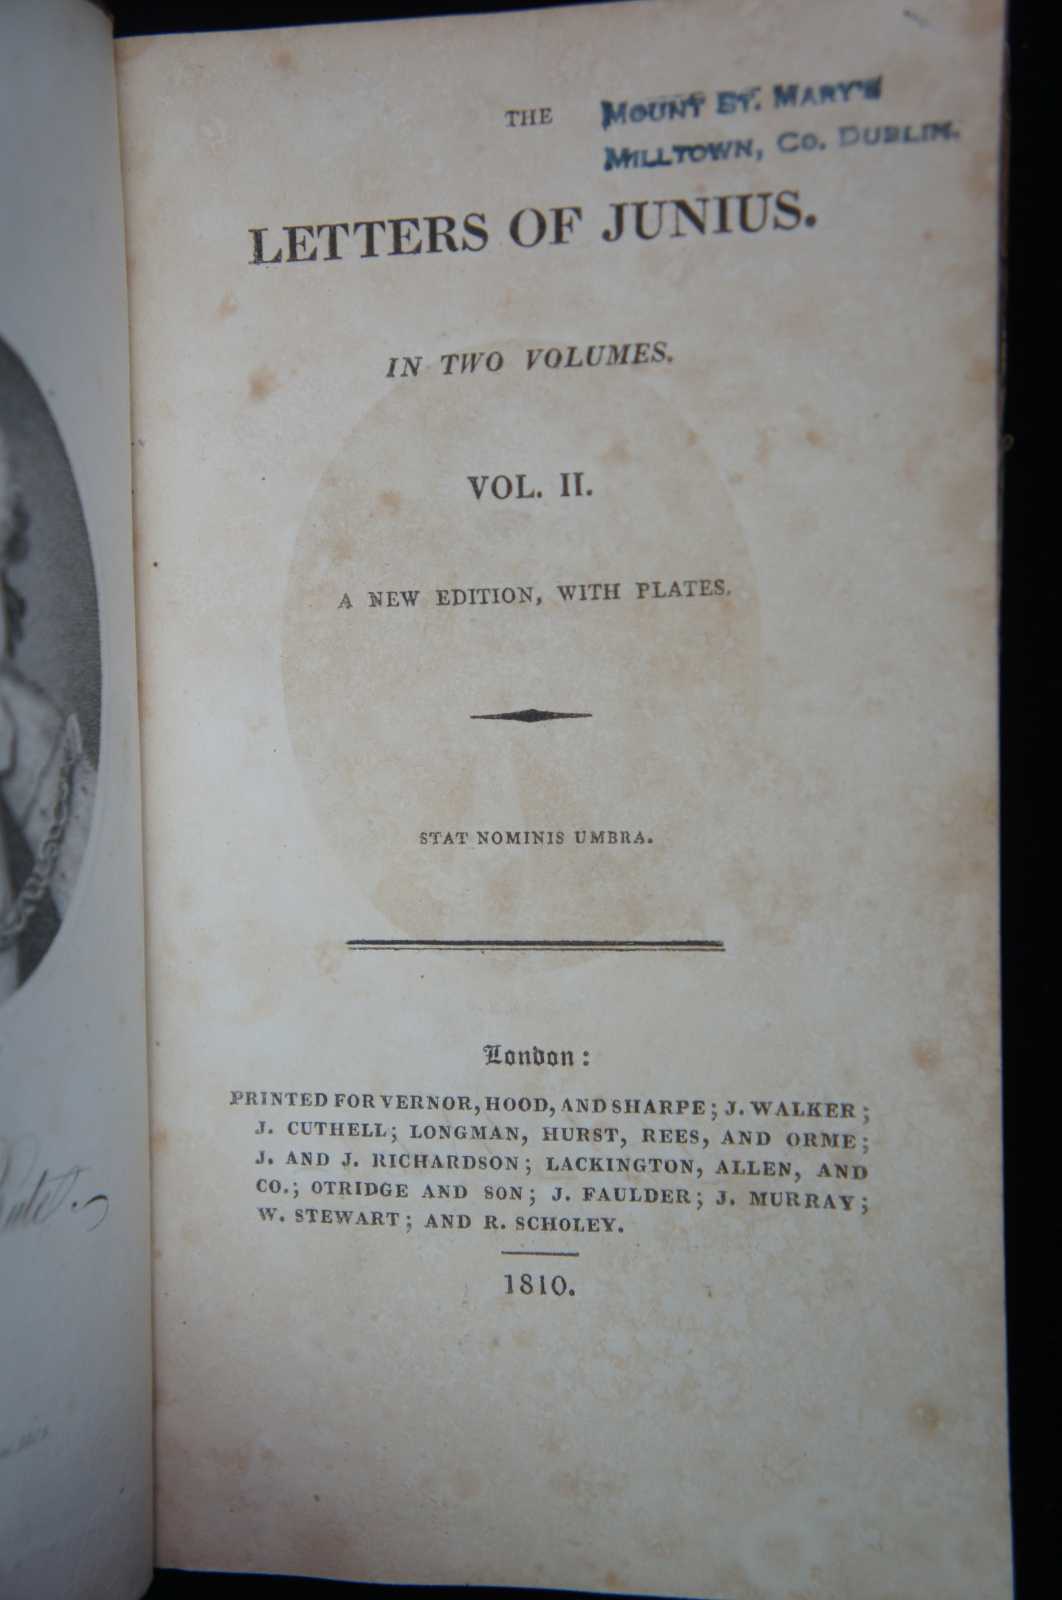 THE
MOUNT ST. MARY'S
MILLTOWN, CO. DUBLIN.
LETTERS OF JUNIUS.
IN TWO VOLUMES.
VOL. II.
A NEW EDITION, WITH PLATES.
STAT NOMINIS UMBRA.
London:
PRINTED FOR VERNOR, HOOD, AND SHARPE; J. WALKER;
J. CUTHELL; LONGMAN, HURST, REES, AND ORME;
J. AND J. RICHARDSON; LACKINGTON, ALLEN, AND
CO.; OTRIDGE AND SON; J. FAULDER; J. MURRAY;
W. STEWART; AND R. SCHOLEY.
1810.